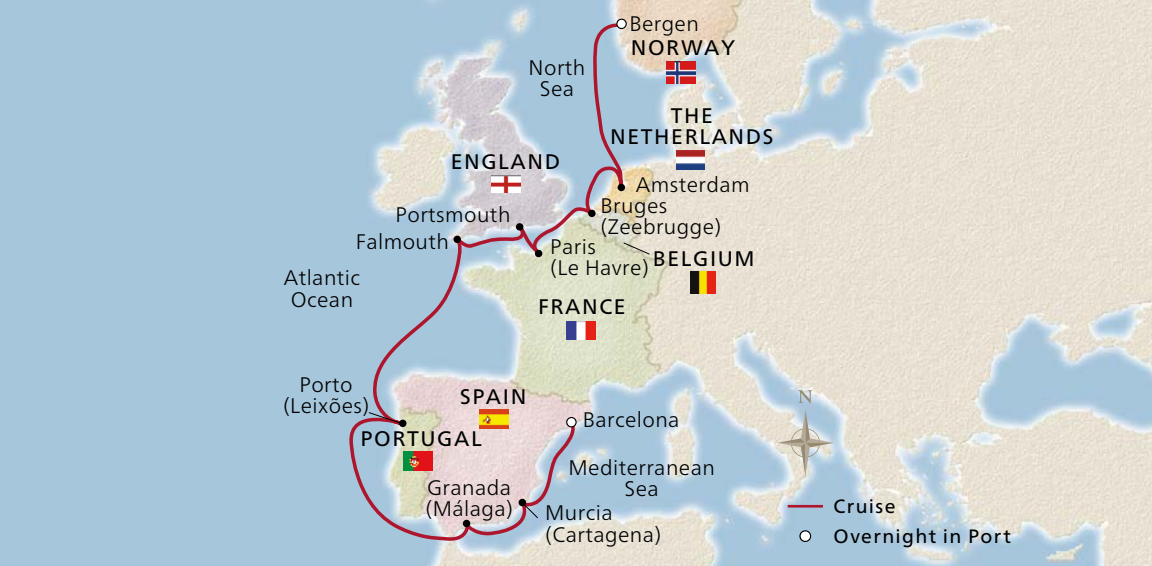 Bergen
NORWAY
North
Sea
THE
NETHERLANDS
ENGLAND
Amsterdam
Bruges
(Zeebrugge)
Portsmouth
Falmouth
Paris
(Le Havre)
BELGIUM
Atlantic
Ocean
FRANCE
Porto
(Leixões)
SPAIN
N
Barcelona
PORTUGAL
Mediterranean
Sea
Granada
(Málaga)
Murcia
(Cartagena)
Cruise
Overnight in Port